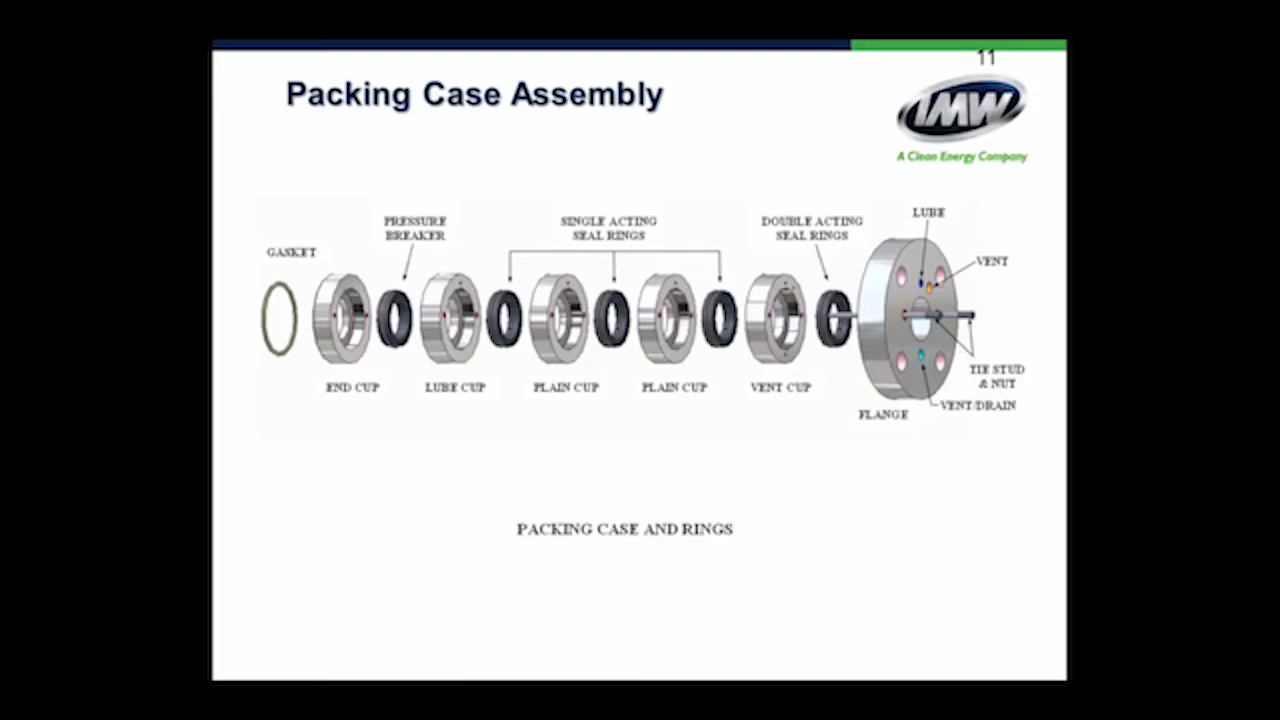 11
Packing Case Assembly
IMW
A Clean Energy Company
GASKET
PRESSURE
BREAKER
SINGLE ACTING
SEAL RINGS
DOUBLE ACTING
SEAL RINGS
LUBE
VENT
END CUP
LUBE CUP
PLAIN CUP
PLAIN CUP
VENT CUP
TIE STUD
& NUT
VENT/DRAIN
FLANGE
PACKING CASE AND RINGS